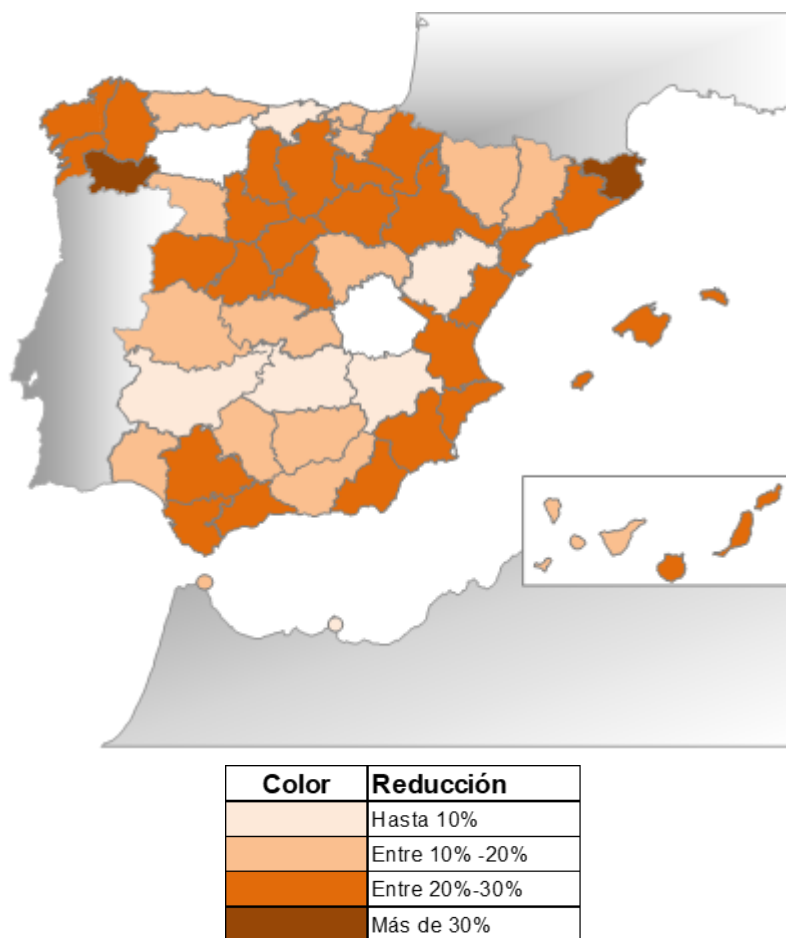 Color Reducción
Hasta 10%
Entre 10% -20%
Entre 20%-30%
Más de 30%